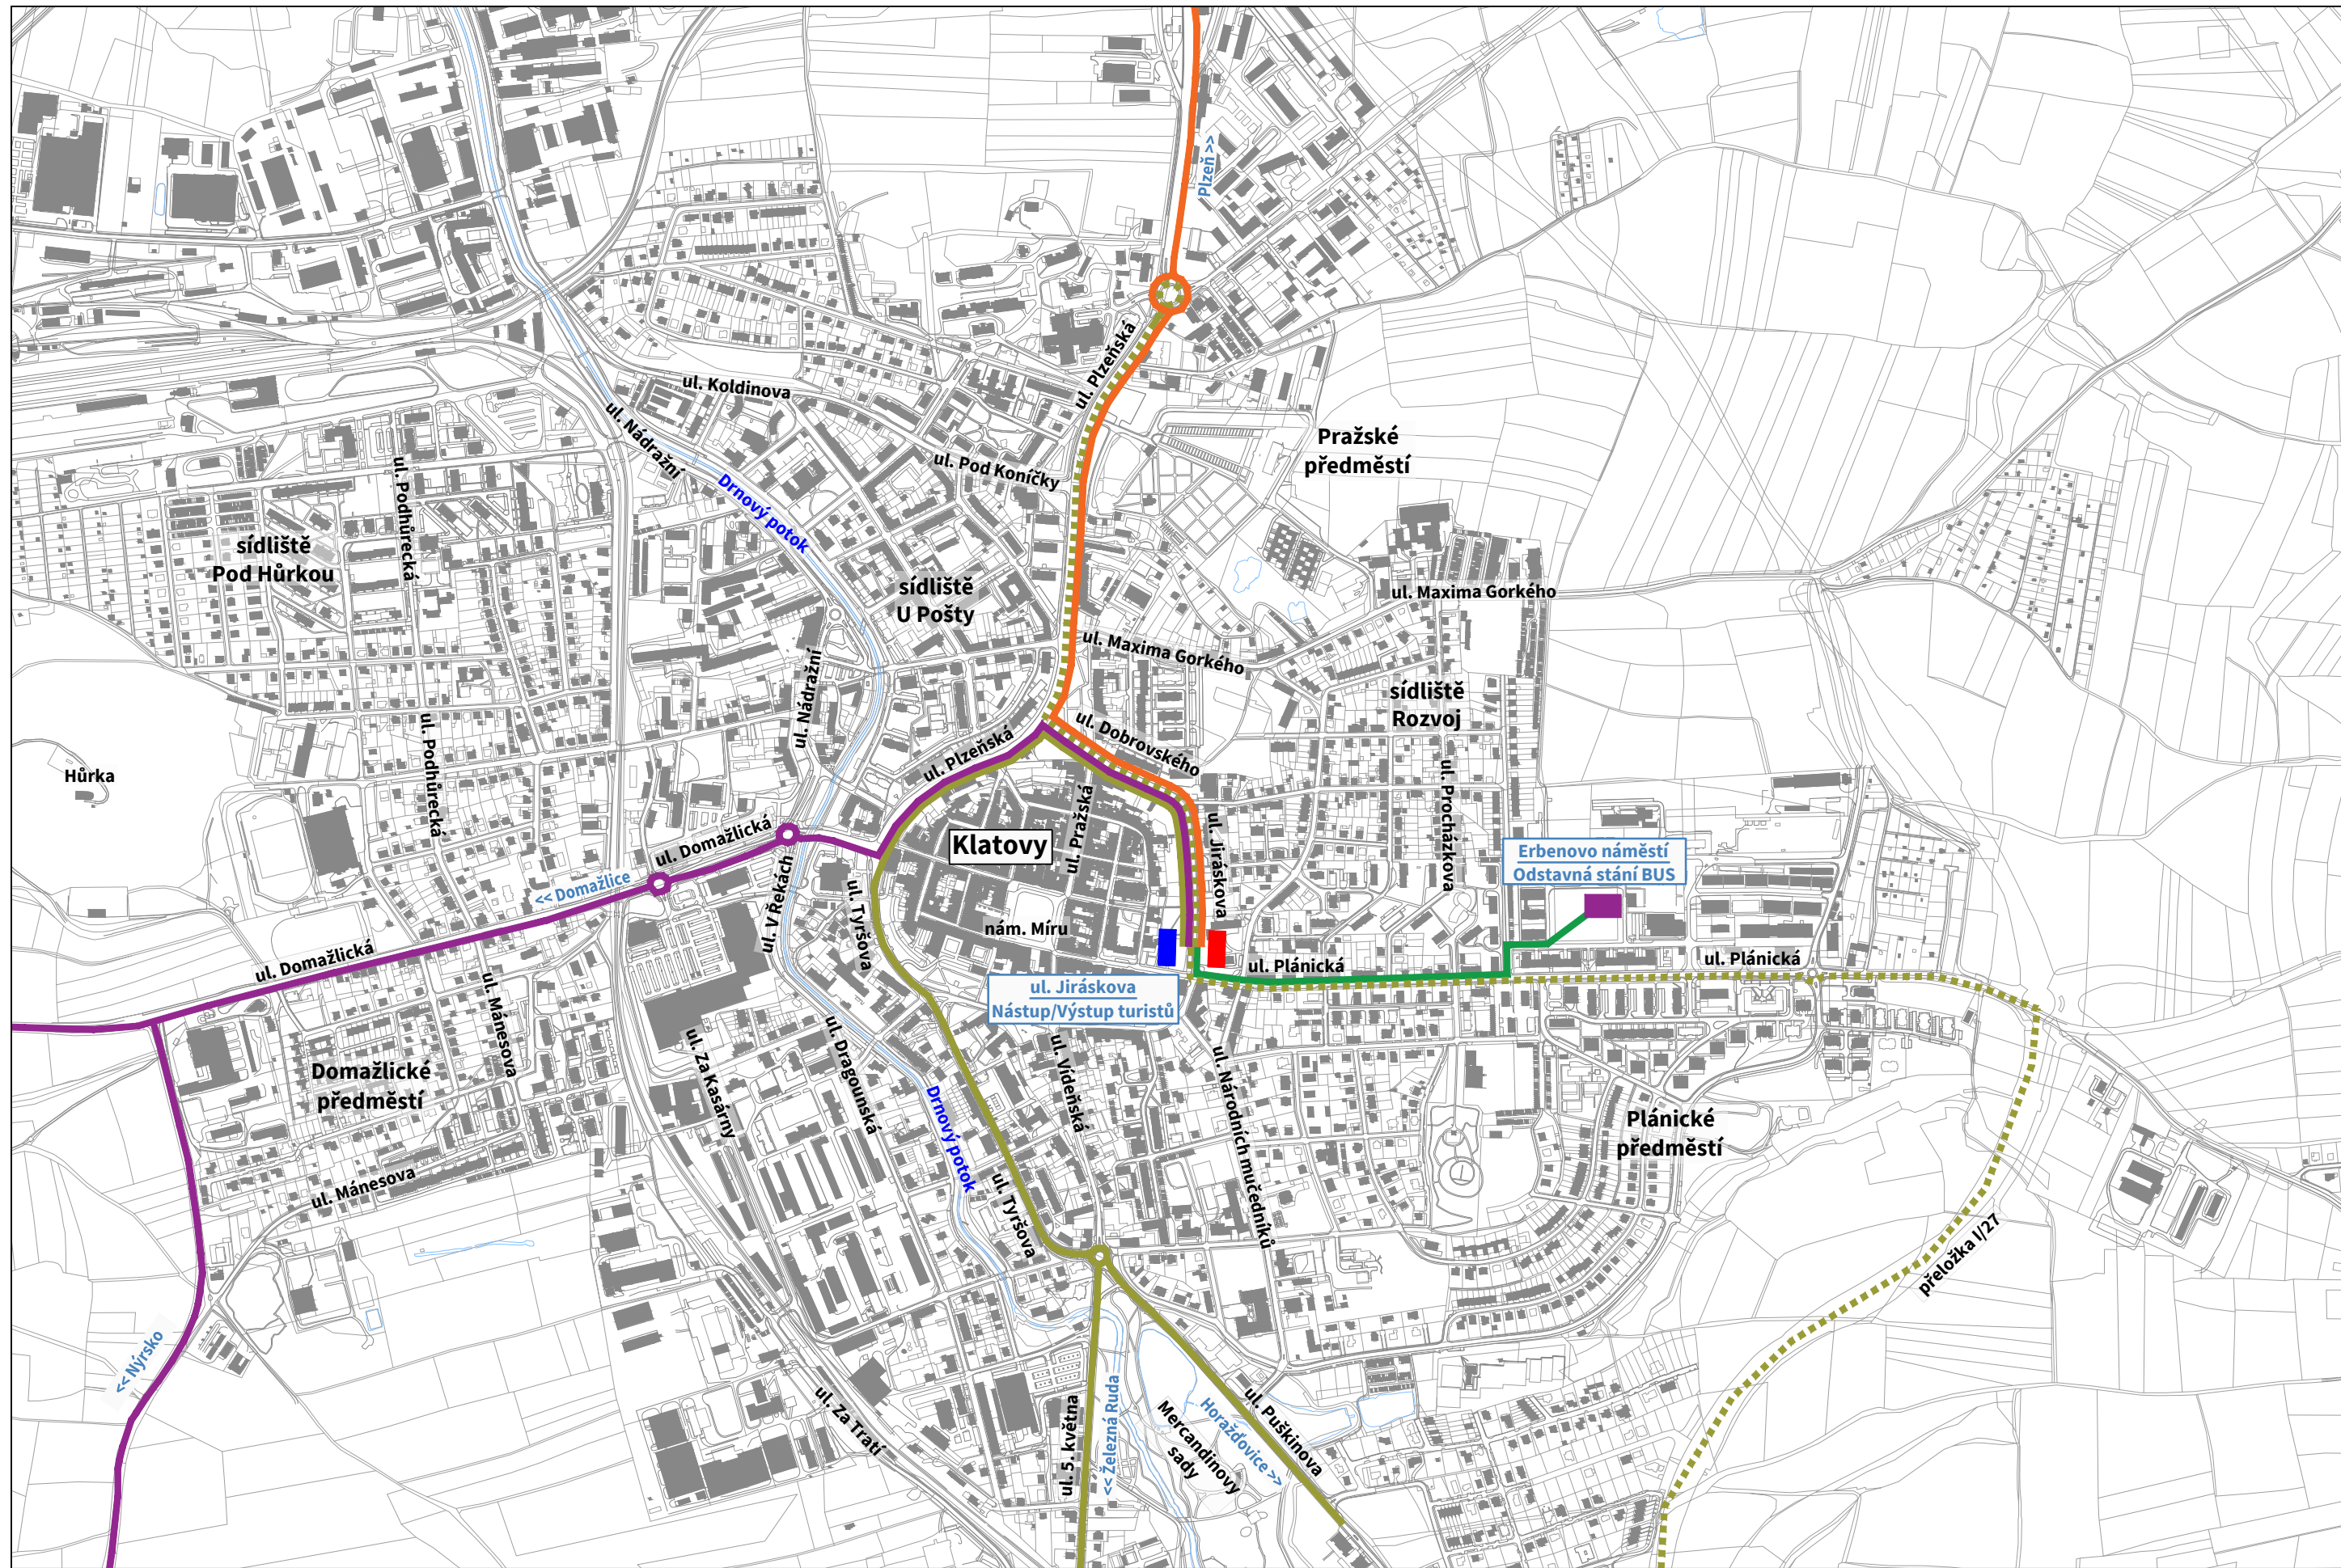 Plzeň >>
ul. Plzeňská
ul. Koldinova
ul. Nádražní
ul. Pod Koníčky
Pražské
předměstí
ul. Podhůrecká
Drnový potok
sídliště
Pod Hůrkou
sídliště
U Pošty
ul. Maxima Gorkého
ul. Maxima Gorkého
ul. Nádražní
sídliště
Rozvoj
ul. Podhůrecká
ul. Plzeňská
ul. Dobrovského
Hůrka
ul. Pražská
ul. Jiráskova
ul. Procházkova
ul. Domažlická
Klatovy
Erbenovo náměstí
Odstavná stání BUS
<< Domažlice
ul. V Řekách
ul. Tyršova
nám. Míru
ul. Domažlická
ul. Plánická
ul. Plánická
ul. Jiráskova
Nástup/Výstup turistů
ul. Mánesova
ul. Za Kasárny
ul. Dragounská
ul. Vídeňská
ul. Národních mučedníků
Domažlické
předměstí
Drnový potok
Plánické
předměstí
ul. Mánesova
ul. Tyršova
přeložka I/27
<< Nýrsko
ul. Za Tratí
ul. 5. května
<< Železná Ruda
Mercandinovy
sady
Horažďovice >>
ul. Puškinova